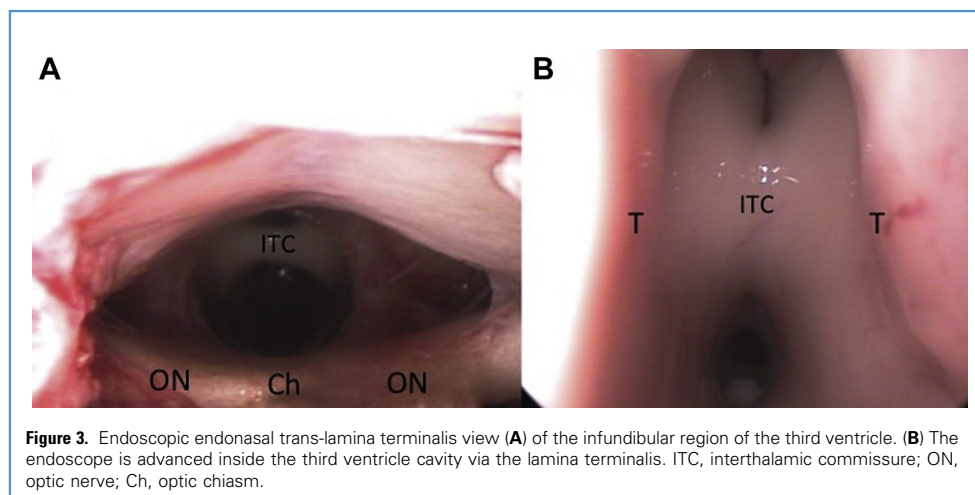 A
B
ITC
ITC
T
T
ON
Ch
ON
Figure 3. Endoscopic endonasal trans-lamina terminalis view (A) of the infundibular region of the third ventricle. (B) The
endoscope is advanced inside the third ventricle cavity via the lamina terminalis. ITC, interthalamic commissure; ON,
optic nerve; Ch, optic chiasm.